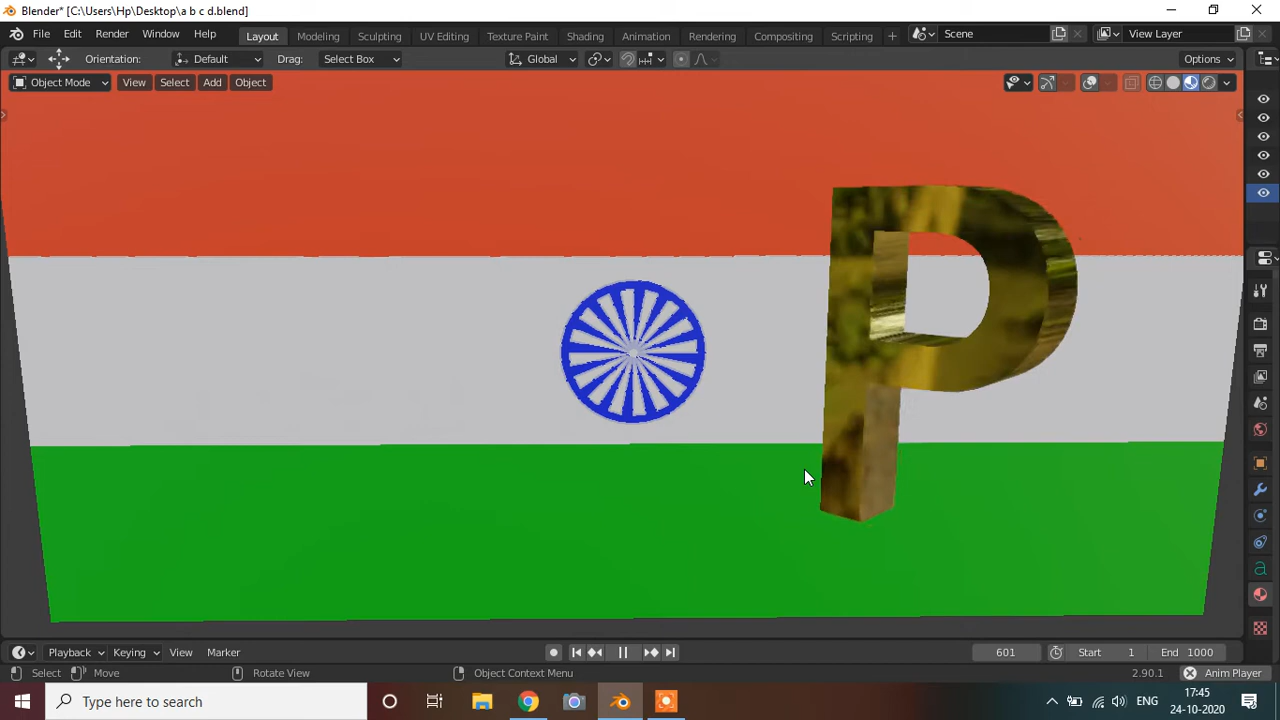 Blender* [C:\Users\Hp\Desktop\a b c d.blend]
File Edit Render Window Help Layout Modeling Sculpting UV Editing Texture Paint Shading Animation Rendering Compositing Scripting + Scene View Layer
Orientation: Default Drag: Select Box Global Options
Object Mode View Select Add Object
P
Playback Keying View Marker 601 Start 1 End 1000
Select Move Rotate View Object Context Menu 2.90.1 Anim Player
Type here to search ENG 17:45
24-10-2020